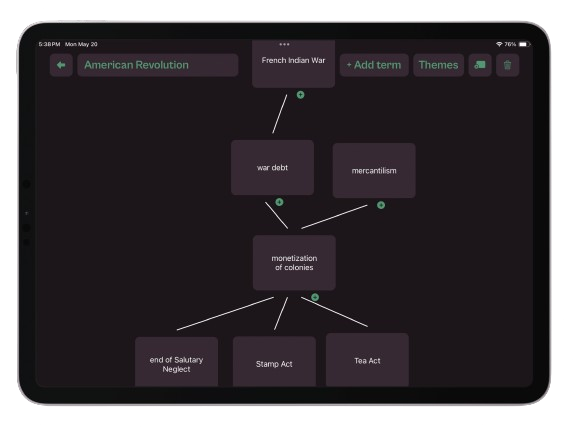 5:38 PM Mon May 20
76%
American Revolution
French Indian War
+ Add term
Themes
war debt
mercantilism
monetization
of colonies
end of Salutary
Neglect
Stamp Act
Tea Act